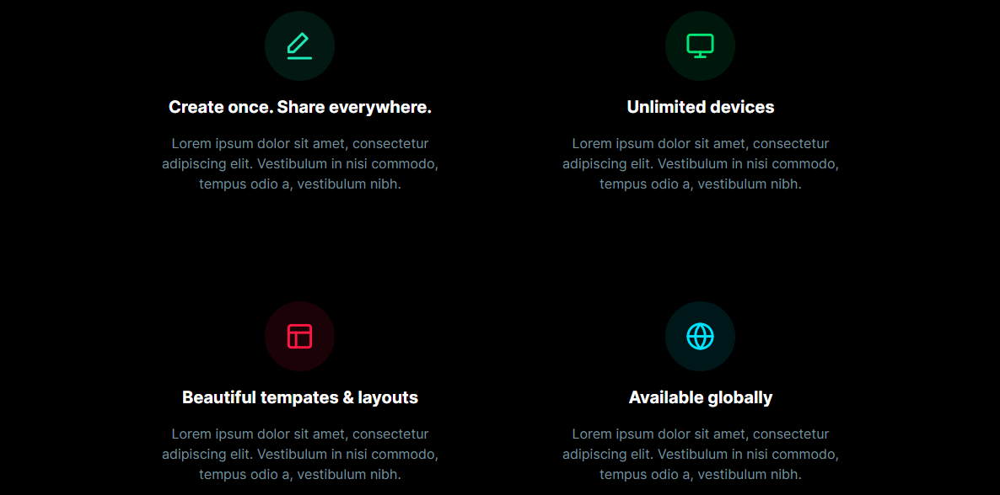 Create once. Share everywhere.
Lorem ipsum dolor sit amet, consectetur
adipiscing elit. Vestibulum in nisi commodo,
tempus odio a, vestibulum nibh.
Unlimited devices
Lorem ipsum dolor sit amet, consectetur
adipiscing elit. Vestibulum in nisi commodo,
tempus odio a, vestibulum nibh.
Beautiful tempates & layouts
Lorem ipsum dolor sit amet, consectetur
adipiscing elit. Vestibulum in nisi commodo,
tempus odio a, vestibulum nibh.
Available globally
Lorem ipsum dolor sit amet, consectetur
adipiscing elit. Vestibulum in nisi commodo,
tempus odio a, vestibulum nibh.